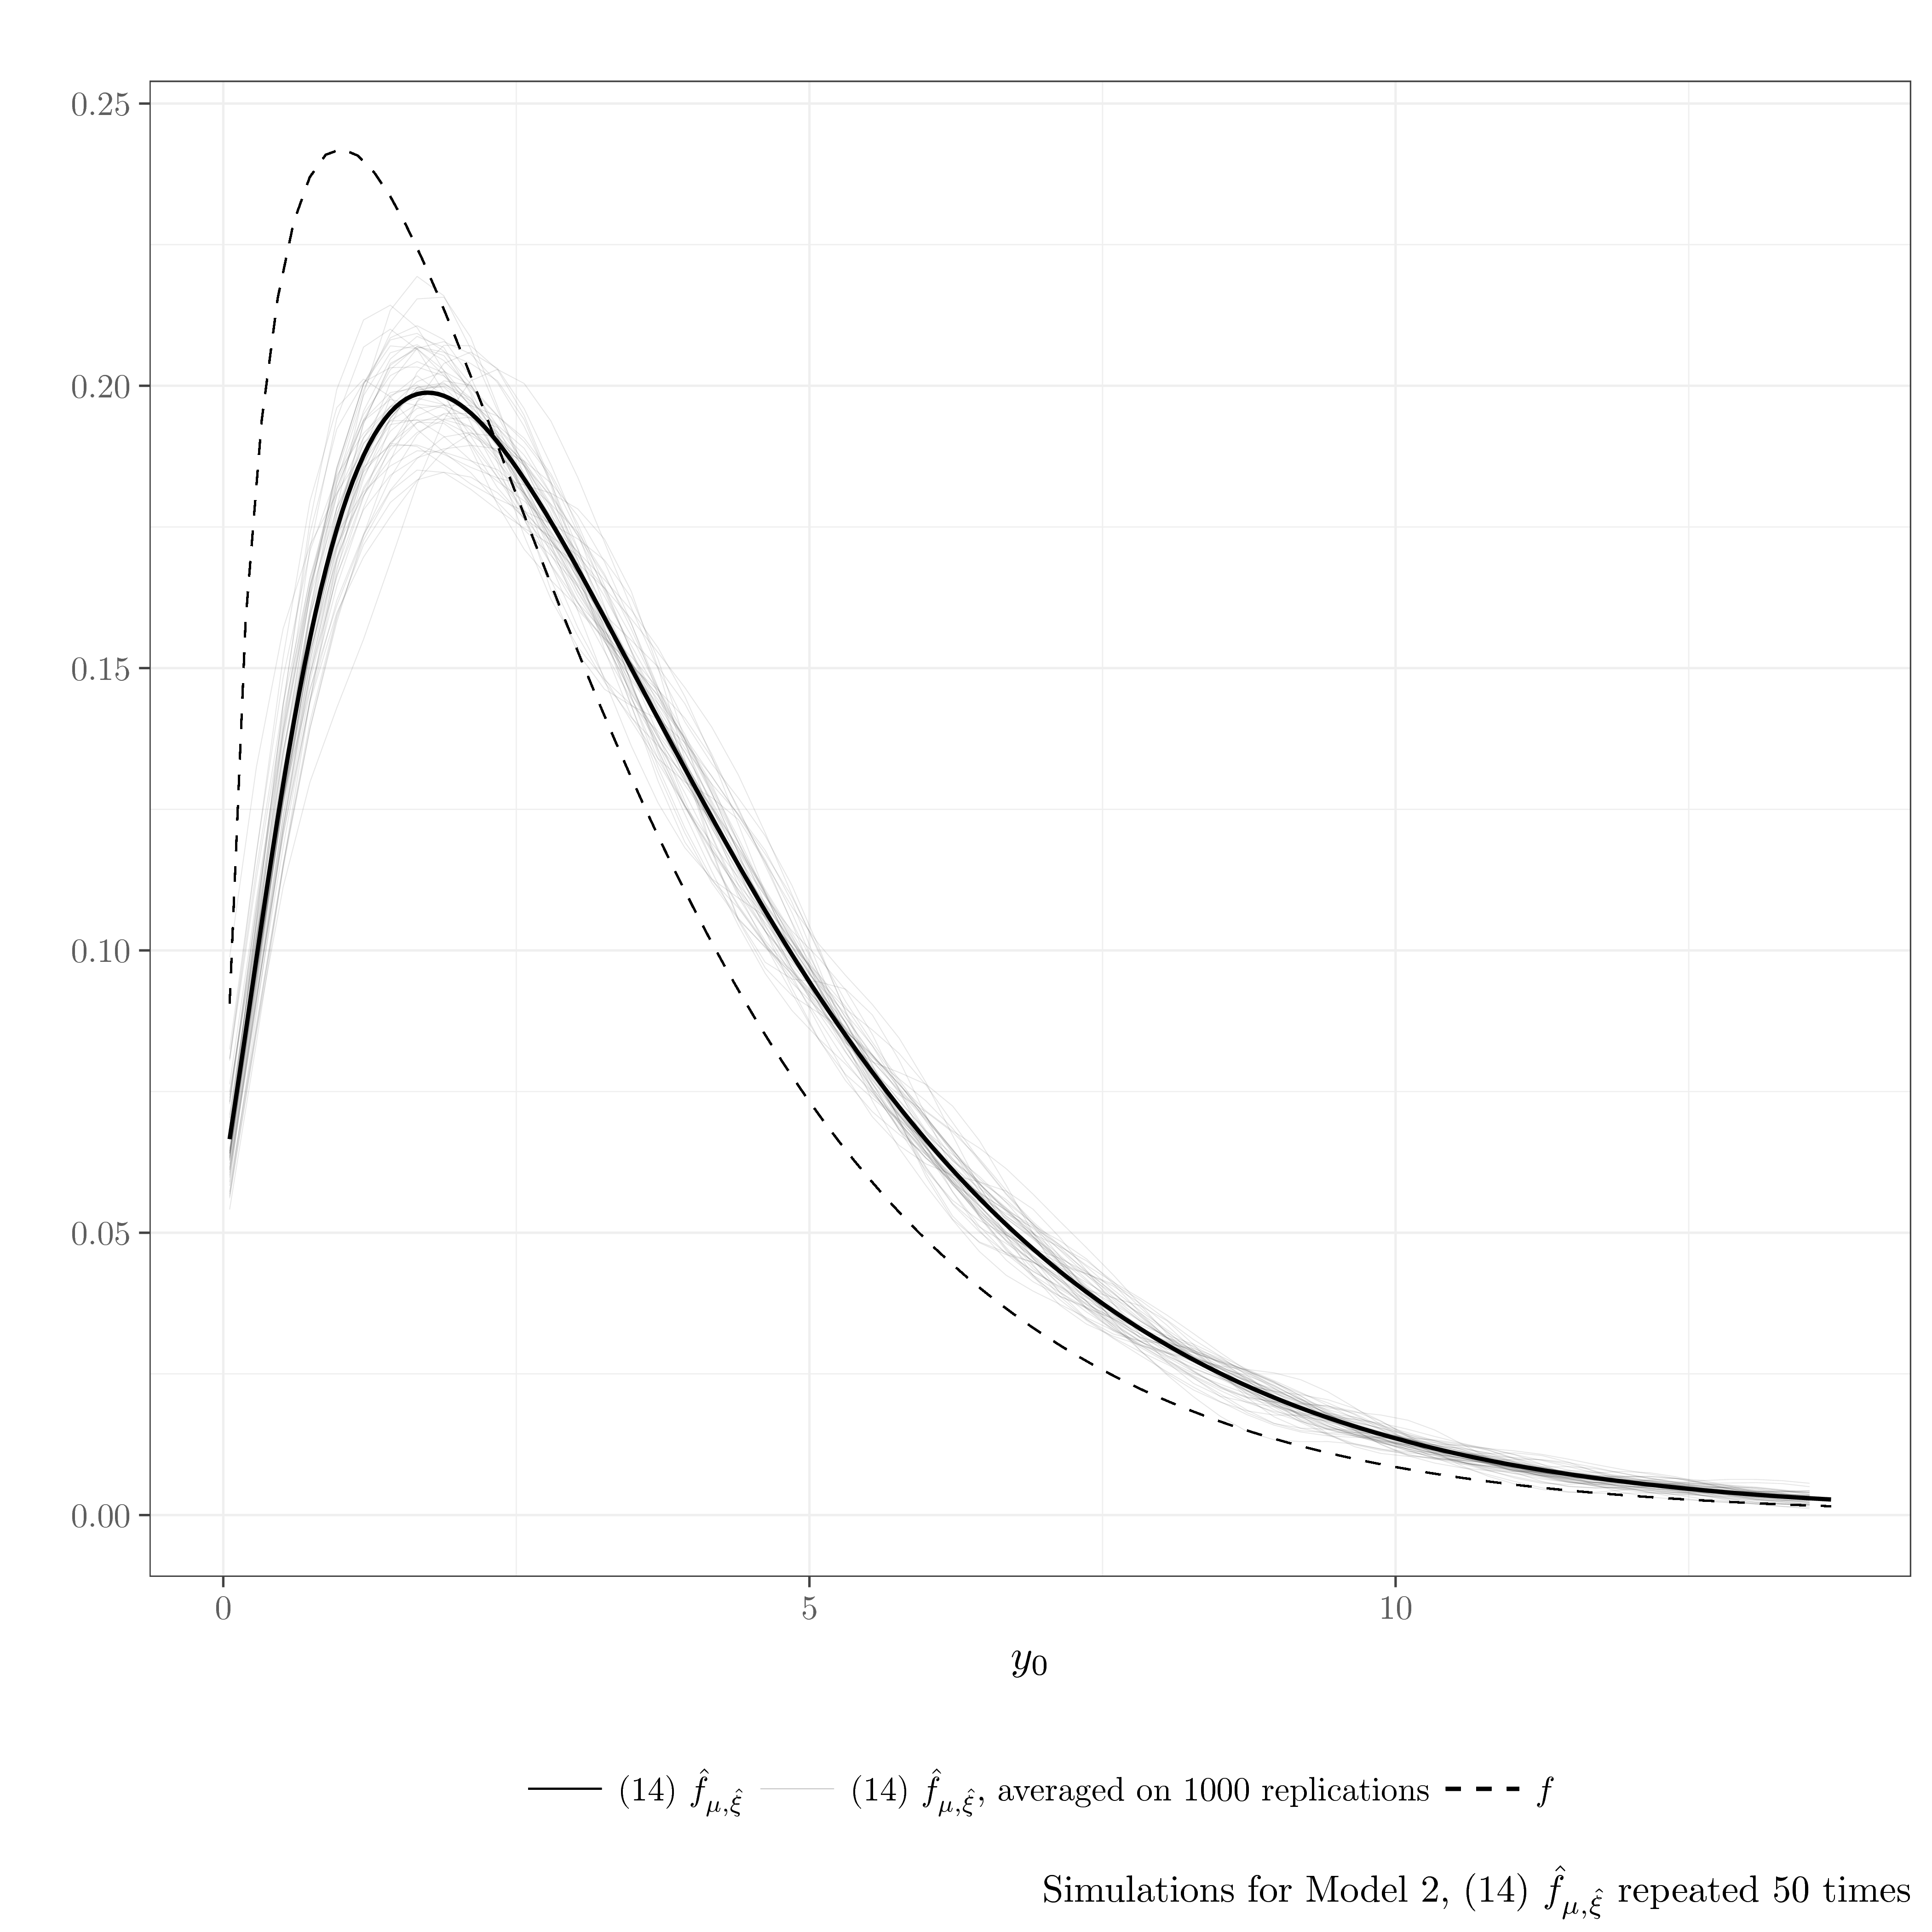 0.25
0.20
0.15
0.10
0.05
0.00
0 5 10
y₀
(14) f̂_{μ,ξ̂} (14) f̂_{μ,ξ̂}, averaged on 1000 replications f
Simulations for Model 2, (14) f̂_{μ,ξ̂} repeated 50 times